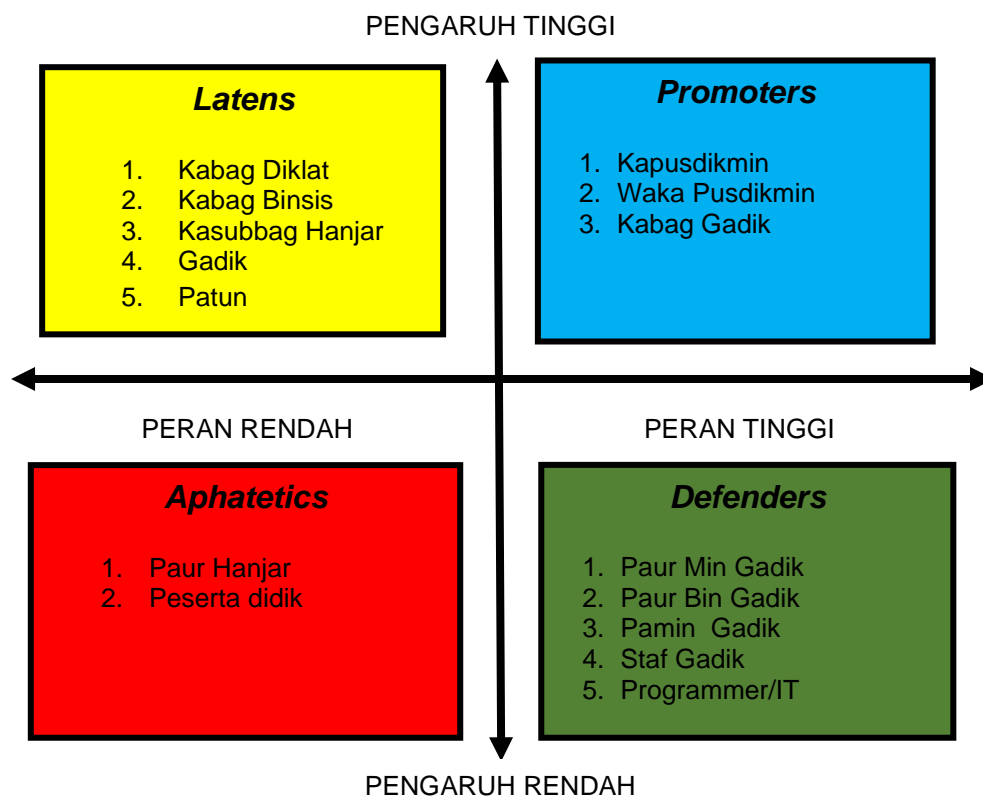 PENGARUH TINGGI
Latens
1. Kabag Diklat
2. Kabag Binsis
3. Kasubbag Hanjar
4. Gadik
5. Patun
Promoters
1. Kapusdikmin
2. Waka Pusdikmin
3. Kabag Gadik
PERAN RENDAH
PERAN TINGGI
Aphatetics
1. Paur Hanjar
2. Peserta didik
Defenders
1. Paur Min Gadik
2. Paur Bin Gadik
3. Pamin Gadik
4. Staf Gadik
5. Programmer/IT
PENGARUH RENDAH